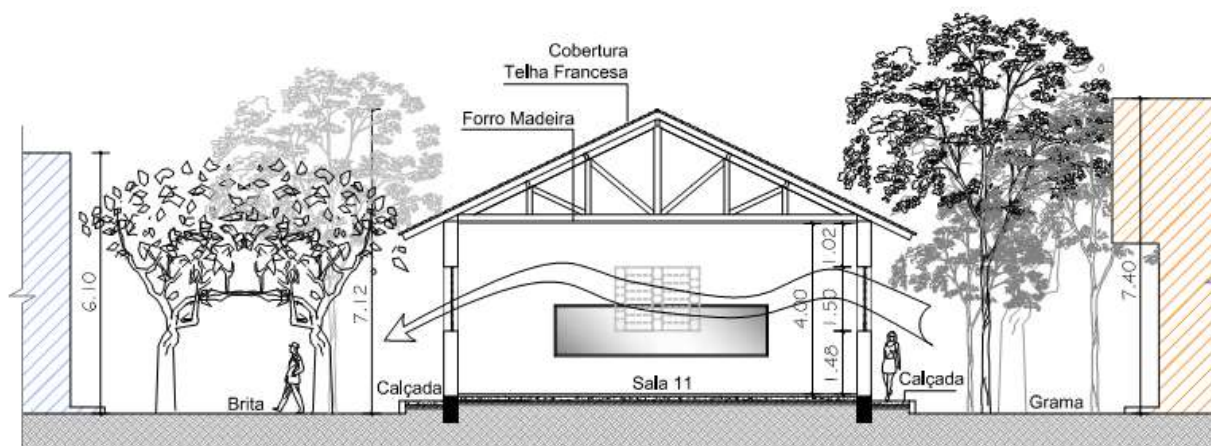 Cobertura
Telha Francesa
Forro Madeira
6.10
7.12
4.00
1.02
1.50
1.48
7.40
Calçada
Sala 11
Calçada
Brita
Grama